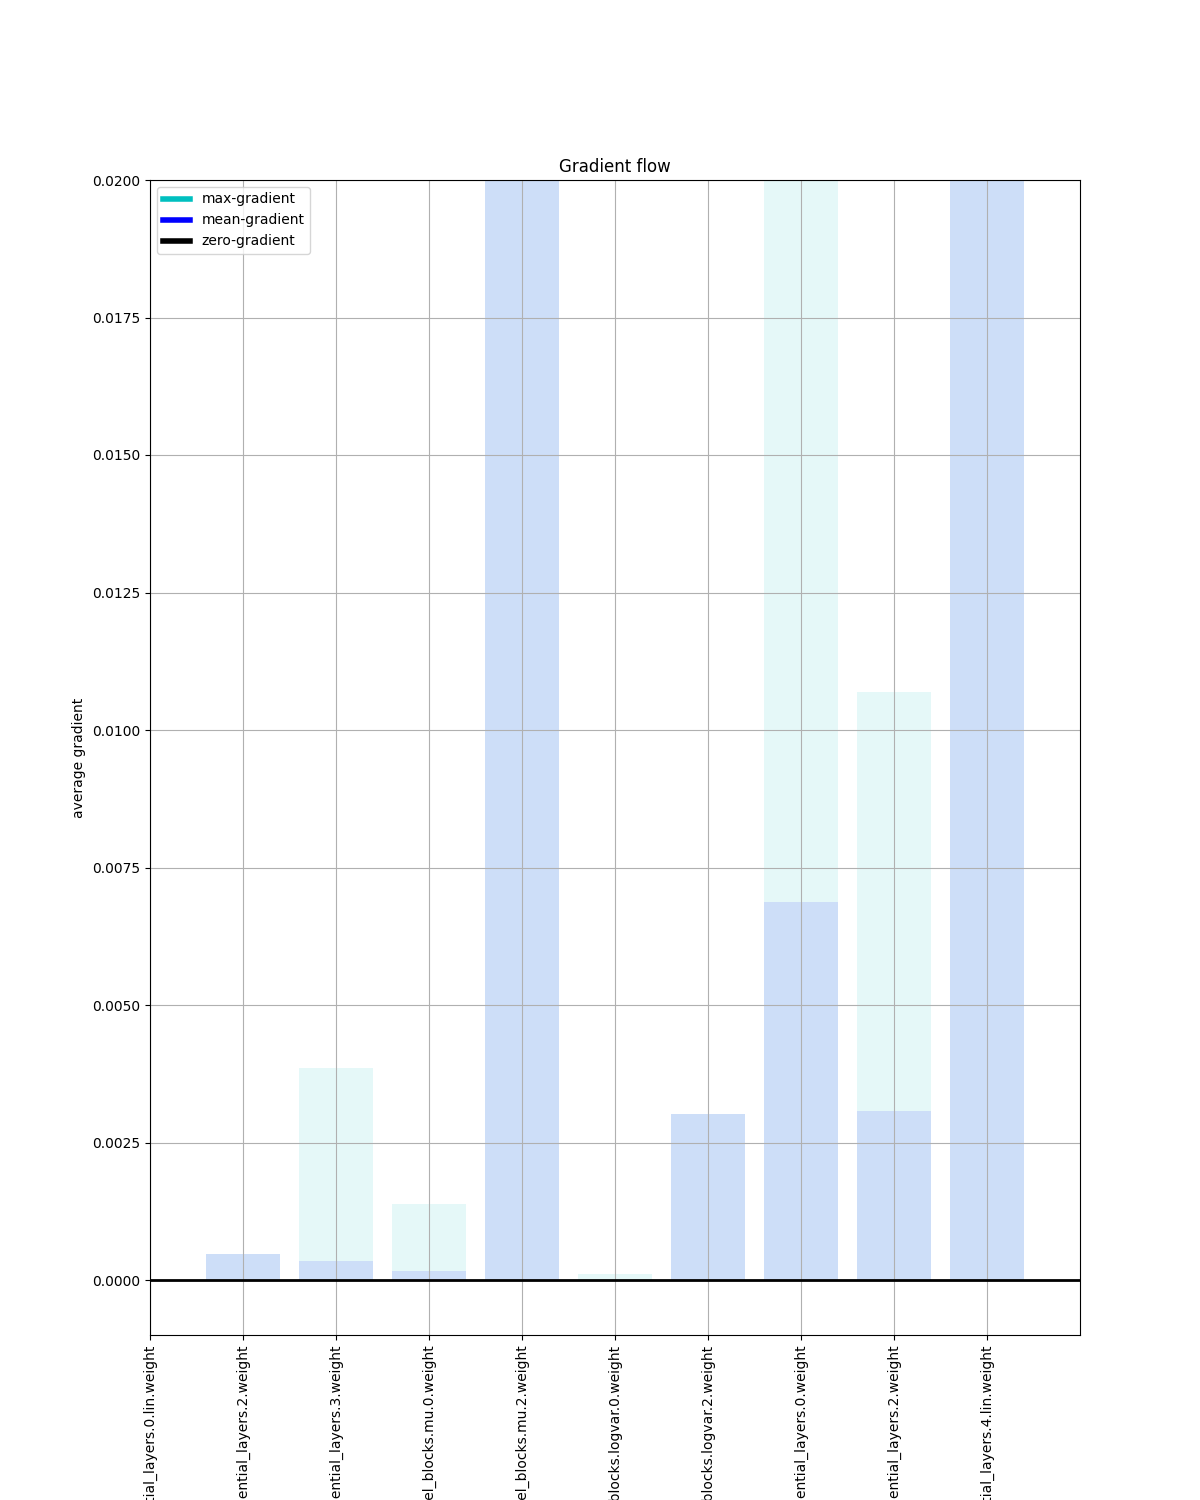 Gradient flow
max-gradient
mean-gradient
zero-gradient
0.0200
0.0175
0.0150
0.0125
0.0100
0.0075
0.0050
0.0025
0.0000
average gradient
tial_layers.0.lin.weight
ential_layers.2.weight
ential_layers.3.weight
el_blocks.mu.0.weight
el_blocks.mu.2.weight
blocks.logvar.0.weight
blocks.logvar.2.weight
ential_layers.0.weight
ential_layers.2.weight
tial_layers.4.lin.weight